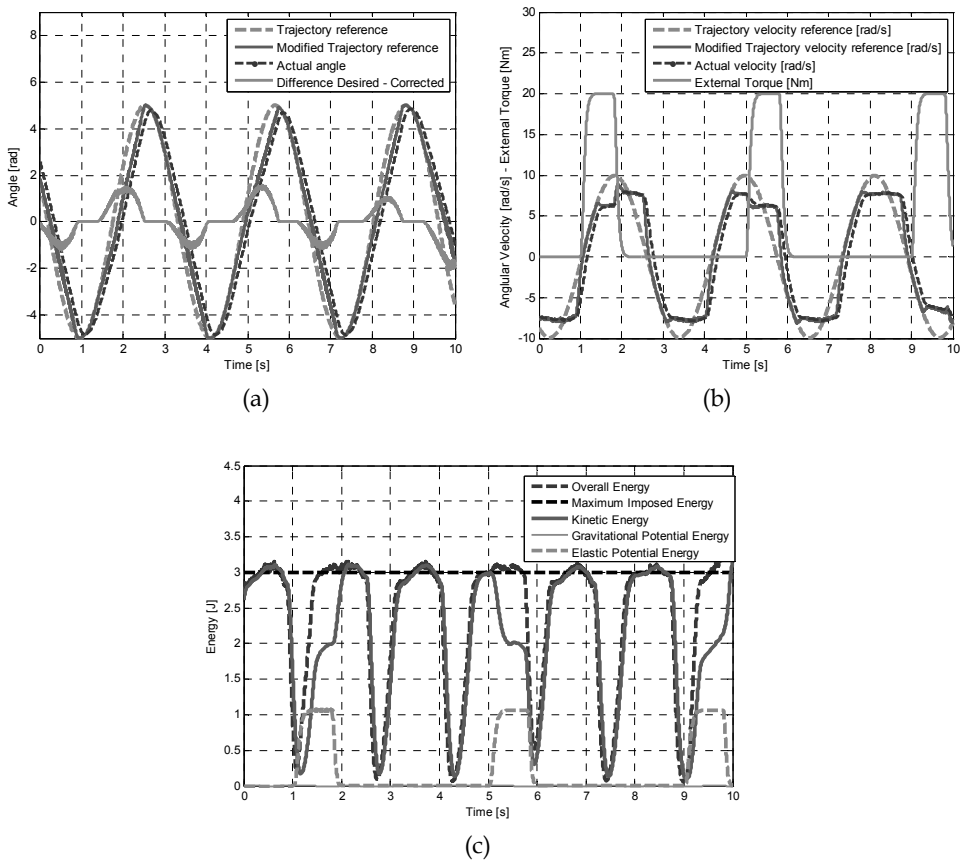 8
6
4
2
0
-2
-4
0 1 2 3 4 5 6 7 8 9 10
Angle [rad]
Time [s]
Trajectory reference
Modified Trajectory reference
Actual angle
Difference Desired - Corrected
(a)
30
25
20
15
10
5
0
-5
-10
0 1 2 3 4 5 6 7 8 9 10
Anglular Velocity [rad/s] - External Torque [Nm]
Time [s]
Trajectory velocity reference [rad/s]
Modified Trajectory velocity reference [rad/s]
Actual velocity [rad/s]
External Torque [Nm]
(b)
4.5
4
3.5
3
2.5
2
1.5
1
0.5
0
0 1 2 3 4 5 6 7 8 9 10
Energy [J]
Time [s]
Overall Energy
Maximum Imposed Energy
Kinetic Energy
Gravitational Potential Energy
Elastic Potential Energy
(c)